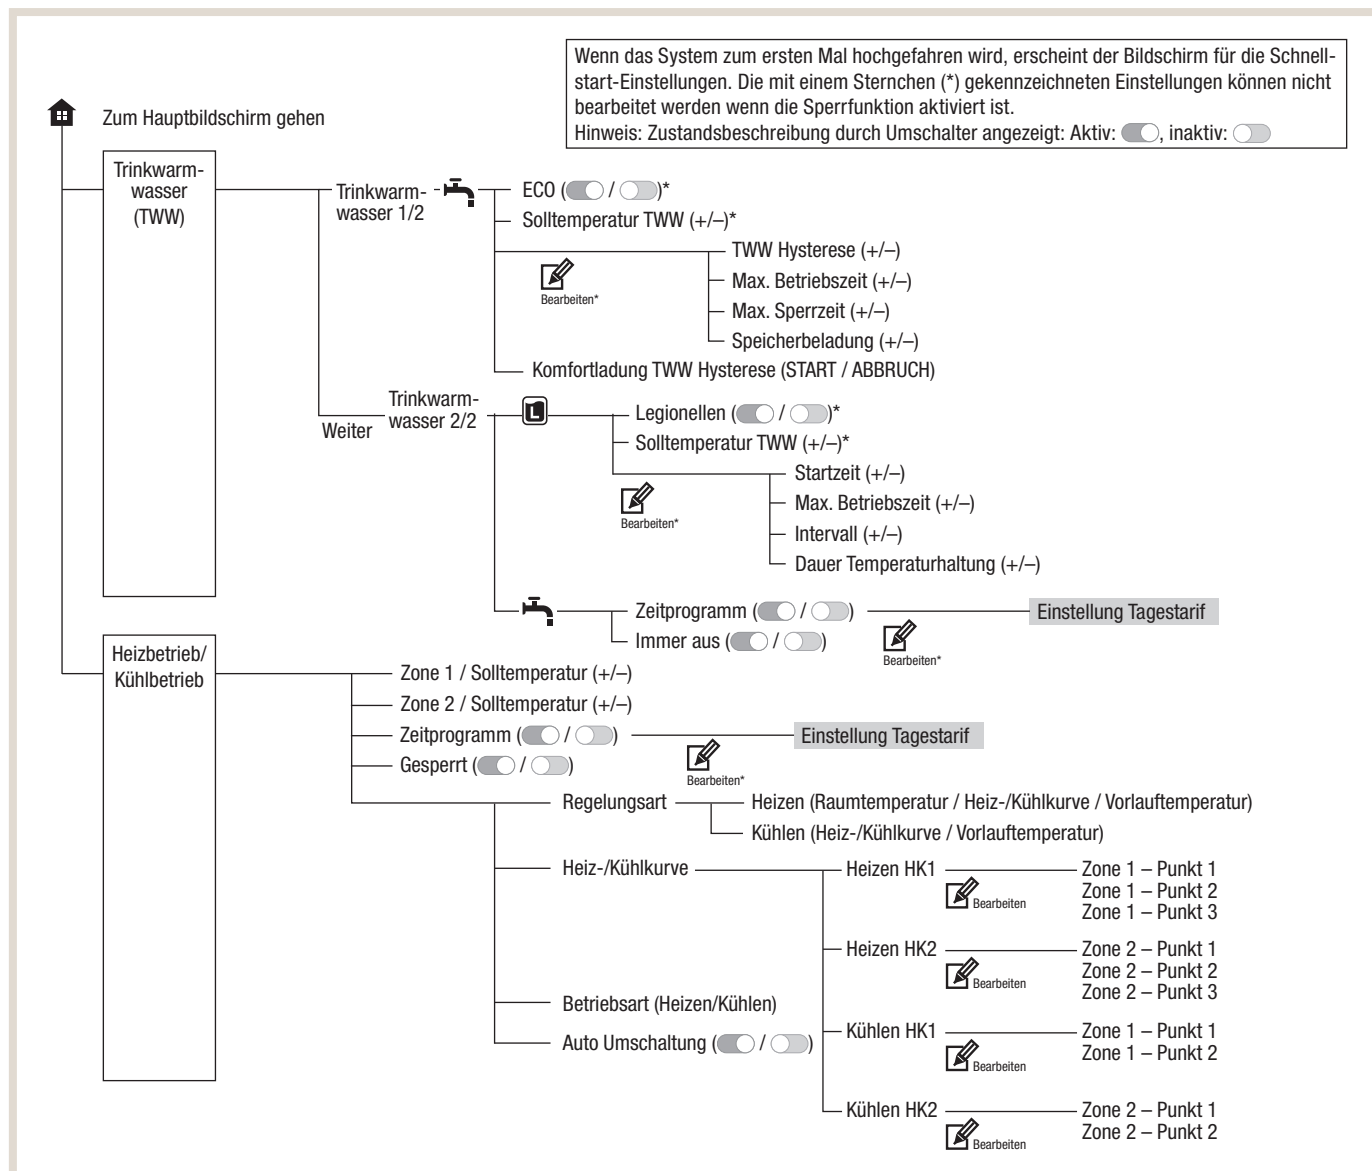 Wenn das System zum ersten Mal hochgefahren wird, erscheint der Bildschirm für die Schnell-
start-Einstellungen. Die mit einem Sternchen (*) gekennzeichneten Einstellungen können nicht
bearbeitet werden wenn die Sperrfunktion aktiviert ist.
Hinweis: Zustandsbeschreibung durch Umschalter angezeigt: Aktiv: , inaktiv:
Zum Hauptbildschirm gehen
Trinkwarm-
wasser
(TWW)
Trinkwarm-
wasser 1/2
ECO ( / )*
Solltemperatur TWW (+/–)*
Bearbeiten*
TWW Hysterese (+/–)
Max. Betriebszeit (+/–)
Max. Sperrzeit (+/–)
Speicherbeladung (+/–)
Komfortladung TWW Hysterese (START / ABBRUCH)
Weiter
Trinkwarm-
wasser 2/2
L
Legionellen ( / )*
Solltemperatur TWW (+/–)*
Bearbeiten*
Startzeit (+/–)
Max. Betriebszeit (+/–)
Intervall (+/–)
Dauer Temperaturhaltung (+/–)
Zeitprogramm ( / )
Bearbeiten*
Einstellung Tagestarif
Immer aus ( / )
Heizbetrieb/
Kühlbetrieb
Zone 1 / Solltemperatur (+/–)
Zone 2 / Solltemperatur (+/–)
Zeitprogramm ( / )
Bearbeiten*
Einstellung Tagestarif
Gesperrt ( / )
Regelungsart
Heizen (Raumtemperatur / Heiz-/Kühlkurve / Vorlauftemperatur)
Kühlen (Heiz-/Kühlkurve / Vorlauftemperatur)
Heiz-/Kühlkurve
Heizen HK1
Bearbeiten
Zone 1 – Punkt 1
Zone 1 – Punkt 2
Zone 1 – Punkt 3
Heizen HK2
Bearbeiten
Zone 2 – Punkt 1
Zone 2 – Punkt 2
Zone 2 – Punkt 3
Kühlen HK1
Bearbeiten
Zone 1 – Punkt 1
Zone 1 – Punkt 2
Kühlen HK2
Bearbeiten
Zone 2 – Punkt 1
Zone 2 – Punkt 2
Betriebsart (Heizen/Kühlen)
Auto Umschaltung ( / )